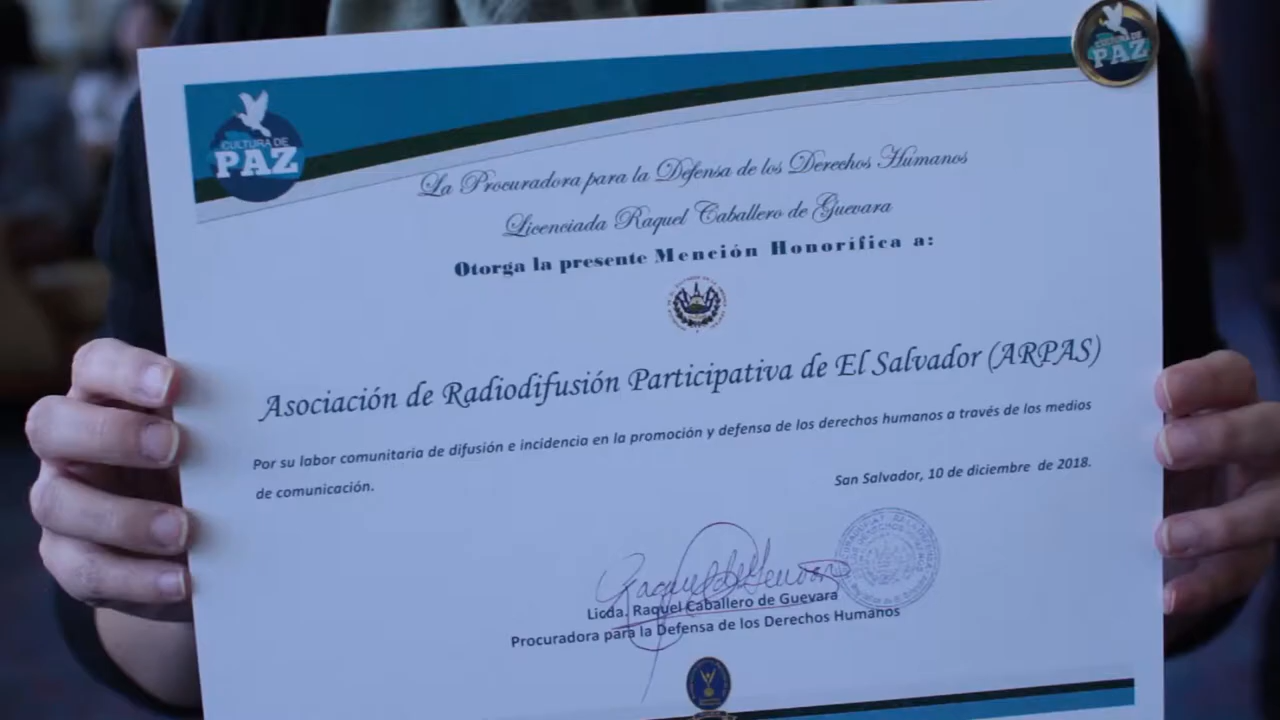 CULTURA DE
PAZ
CULTURA DE
PAZ
La Procuradora para la Defensa de los Derechos Humanos
Licenciada Raquel Caballero de Guevara
Otorga la presente Mención Honorífica a:
Asociación de Radiodifusión Participativa de El Salvador (ARPAS)
Por su labor comunitaria de difusión e incidencia en la promoción y defensa de los derechos humanos a través de los medios
de comunicación.
San Salvador, 10 de diciembre de 2018.
Licda. Raquel Caballero de Guevara
Procuradora para la Defensa de los Derechos Humanos